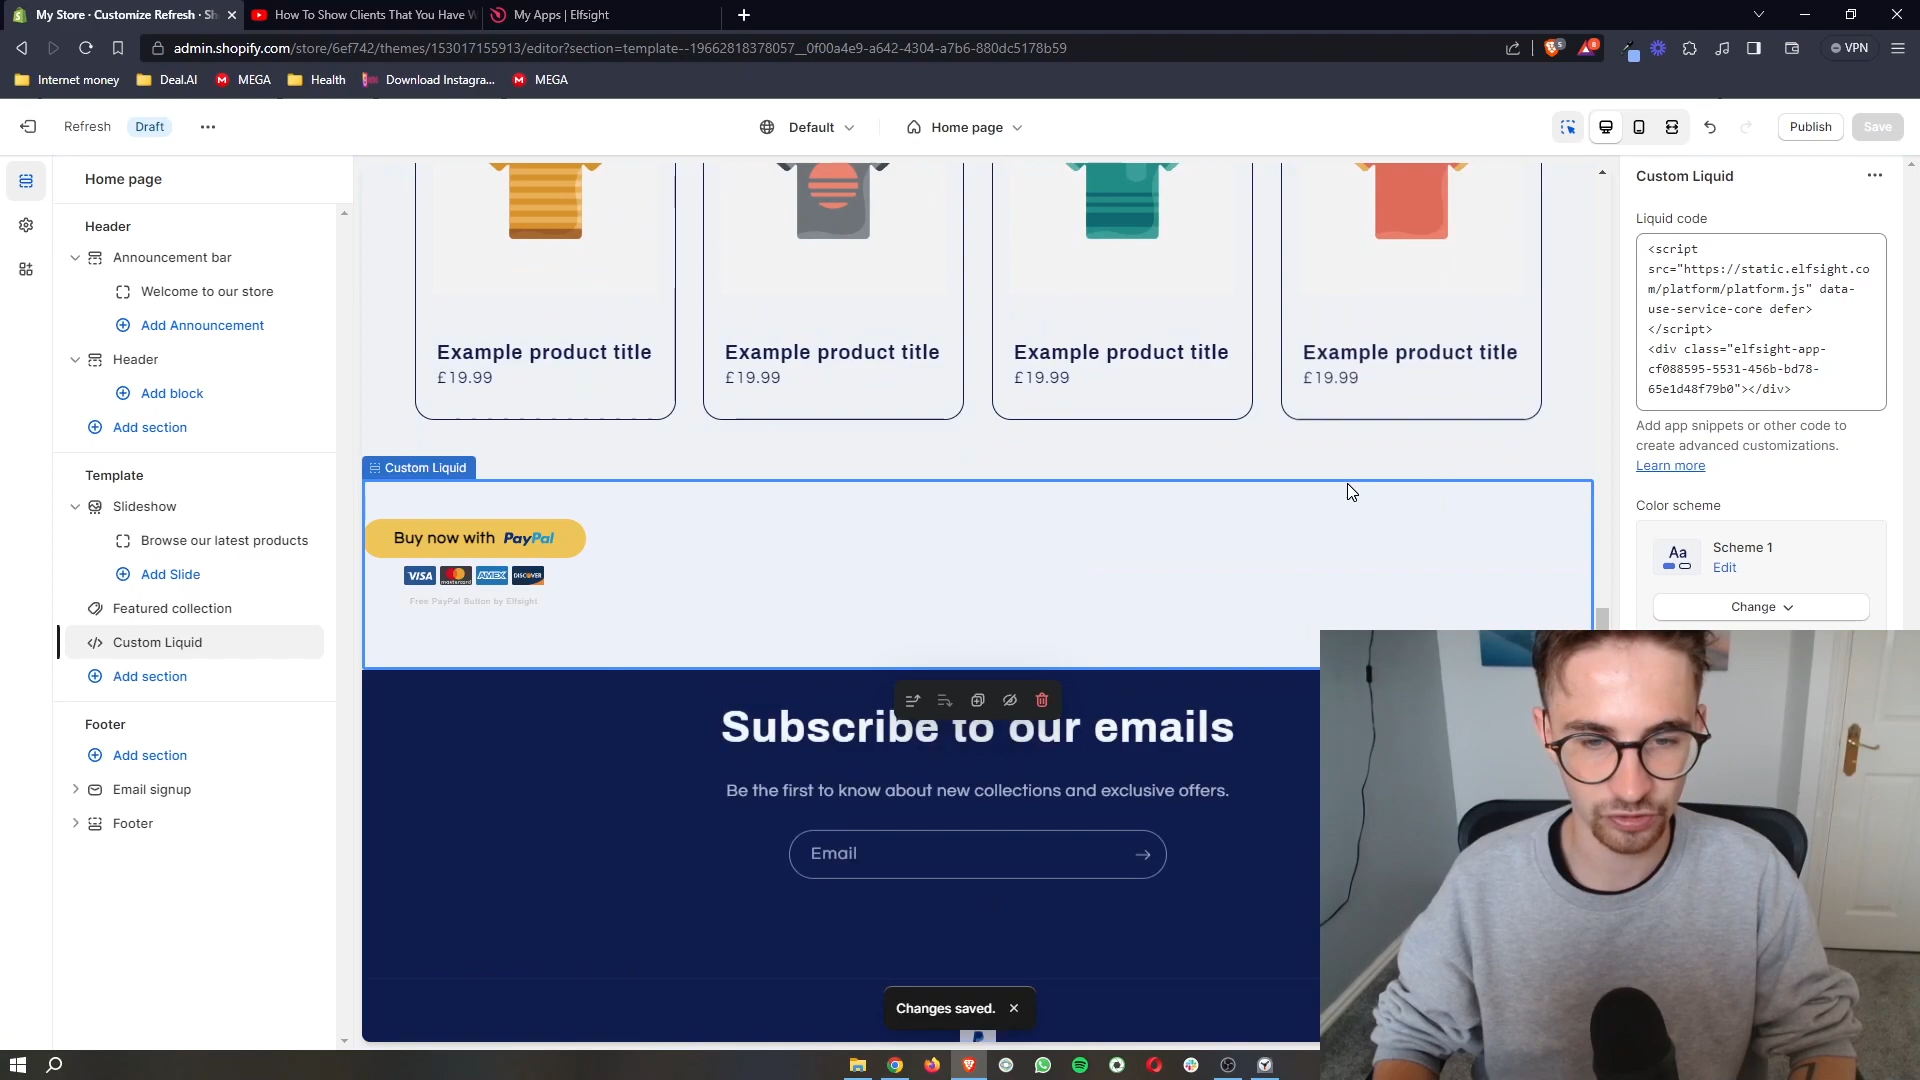 My Store · Customize Refresh · Sh
How To Show Clients That You Have W
My Apps | Elfsight
admin.shopify.com/store/6ef742/themes/153017155913/editor?section=template--19662818378057__0f00a4e9-a642-4304-a7b6-880dc5178b59
VPN
Internet money
Deal.AI
MEGA
Health
Download Instagra...
MEGA
Refresh
Draft
Default
Home page
Publish
Save
Home page
Header
Announcement bar
Welcome to our store
Add Announcement
Header
Add block
Add section
Template
Slideshow
Browse our latest products
Add Slide
Featured collection
Custom Liquid
Add section
Footer
Add section
Email signup
Footer
Example product title
£19.99
Example product title
£19.99
Example product title
£19.99
Example product title
£19.99
Custom Liquid
Buy now with PayPal
VISA
mastercard
AMEX
DISCOVER
Free PayPal Button by Elfsight
Subscribe to our emails
Be the first to know about new collections and exclusive offers.
Email
Changes saved.
Custom Liquid
Liquid code
<script
src="https://static.elfsight.co
m/platform/platform.js" data-
use-service-core defer>
</script>
<div class="elfsight-app-
cf088595-5531-456b-bd78-
65e1d48f79b0"></div>
Add app snippets or other code to
create advanced customizations.
Learn more
Color scheme
Aa
Scheme 1
Edit
Change